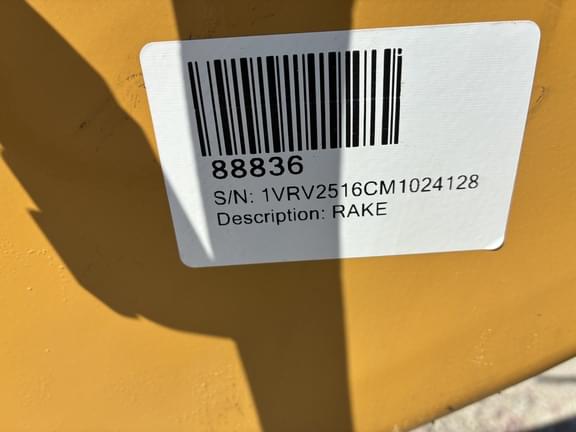 88836
S/N: 1VRV2516CM1024128
Description: RAKE